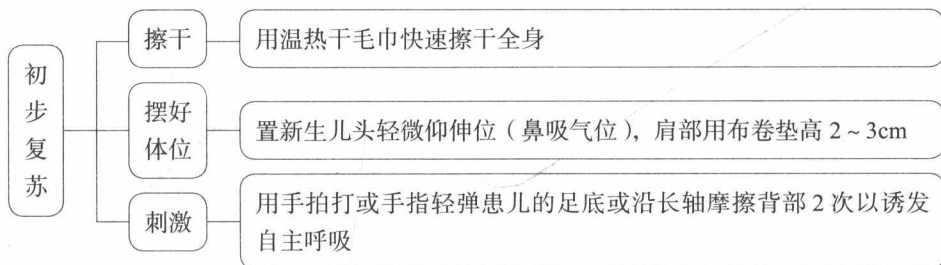 初步复苏
擦干
用温热干毛巾快速擦干全身
摆好
体位
置新生儿头轻微仰伸位（鼻吸气位），肩部用布卷垫高 2～3cm
刺激
用手拍打或手指轻弹患儿的足底或沿长轴摩擦背部 2 次以诱发
自主呼吸